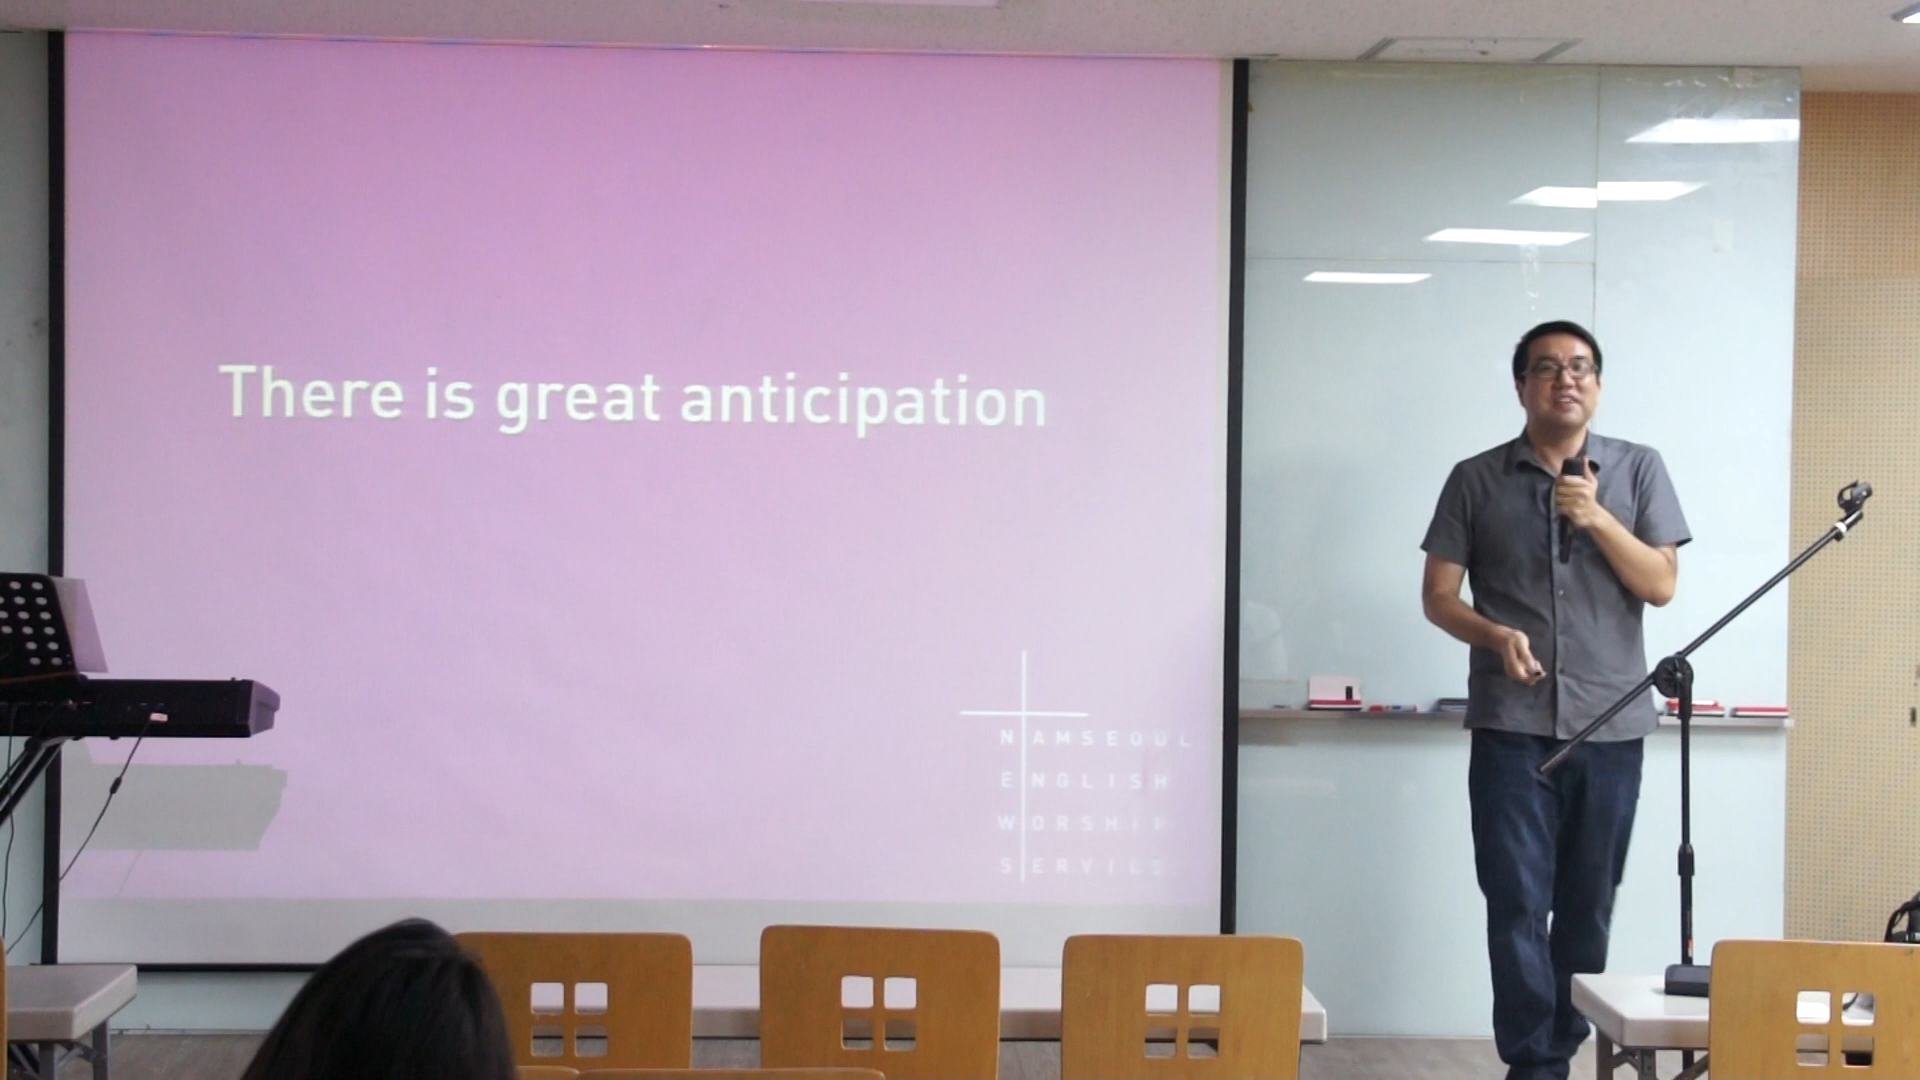 There is great anticipation
NAMSEOUL
ENGLISH
WORSHIP
SERVICE